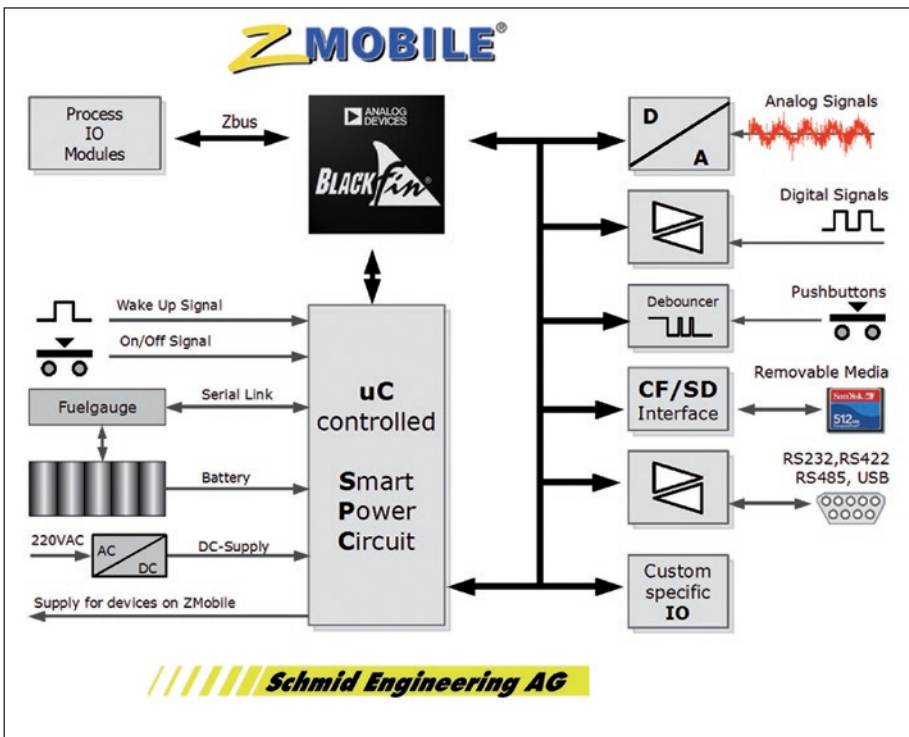 Z MOBILE®
Process
IO
Modules
Zbus
ANALOG
DEVICES
BLACKfin®
D
A
Analog Signals
Digital Signals
Debouncer
Pushbuttons
CF/SD
Interface
Removable Media
SanDisk
512MB
RS232,RS422
RS485, USB
Custom
specific
IO
Wake Up Signal
On/Off Signal
Fuelgauge
Serial Link
Battery
220VAC
AC
DC
DC-Supply
Supply for devices on ZMobile
uC
controlled
Smart
Power
Circuit
Schmid Engineering AG